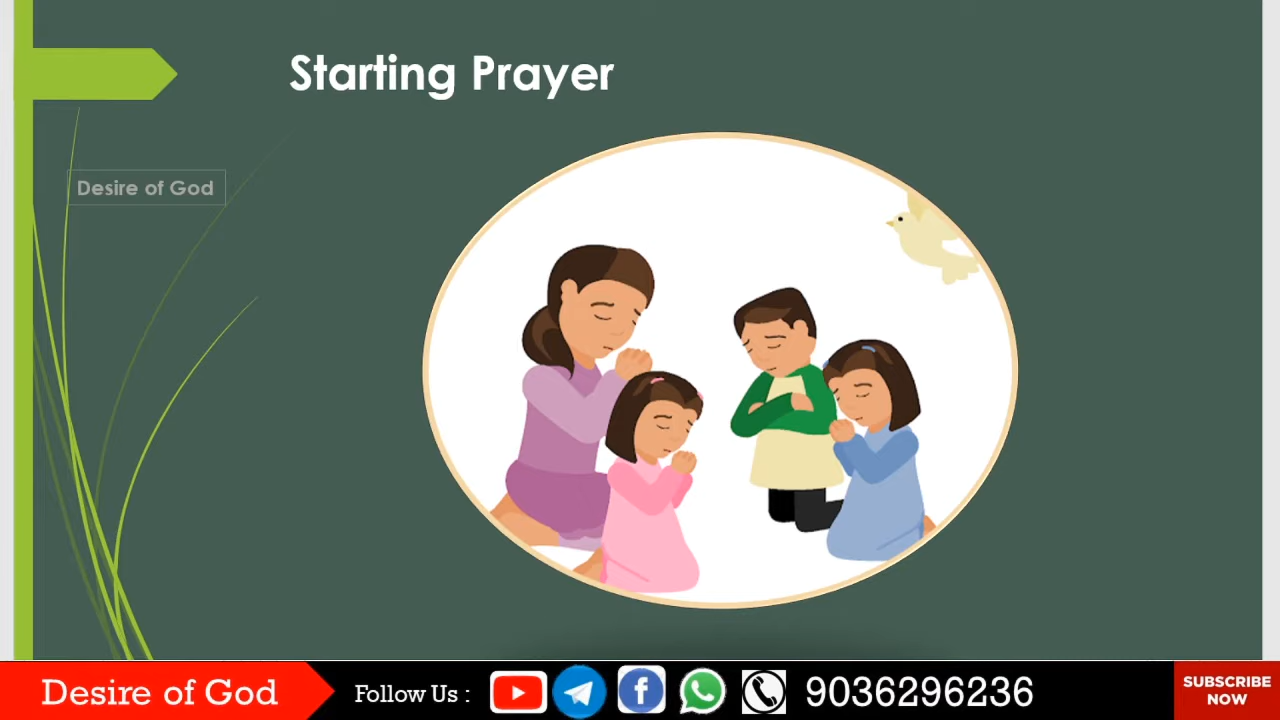 Starting Prayer
Desire of God
Desire of God
Follow Us :
9036296236
SUBSCRIBE
NOW